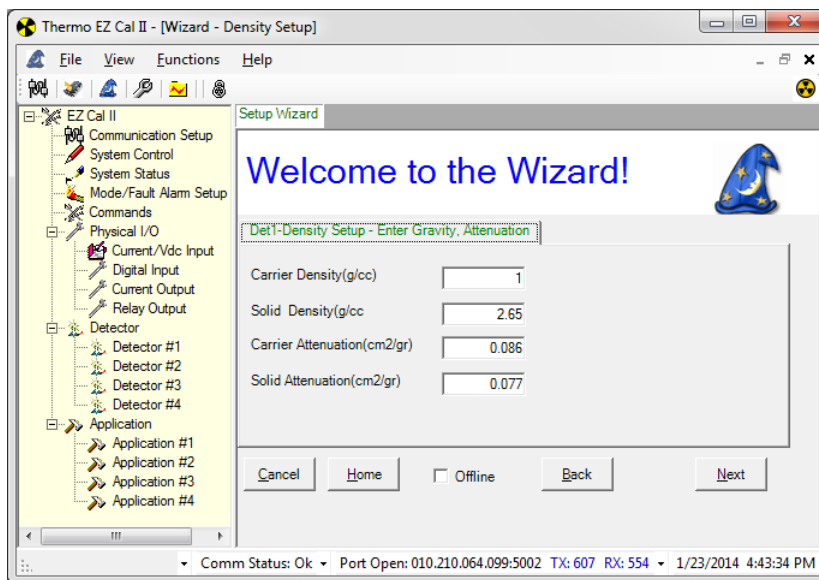 Thermo EZ Cal II - [Wizard - Density Setup]
File View Functions Help
EZ Cal II
Communication Setup
System Control
System Status
Mode/Fault Alarm Setup
Commands
Physical I/O
Current/Vdc Input
Digital Input
Current Output
Relay Output
Detector
Detector #1
Detector #2
Detector #3
Detector #4
Application
Application #1
Application #2
Application #3
Application #4
Setup Wizard
Welcome to the Wizard!
Det1-Density Setup - Enter Gravity, Attenuation
Carrier Density(g/cc) 1
Solid Density(g/cc 2.65
Carrier Attenuation(cm2/gr) 0.086
Solid Attenuation(cm2/gr) 0.077
Cancel Home Offline Back Next
Comm Status: Ok Port Open: 010.210.064.099:5002 TX: 607 RX: 554 1/23/2014 4:43:34 PM